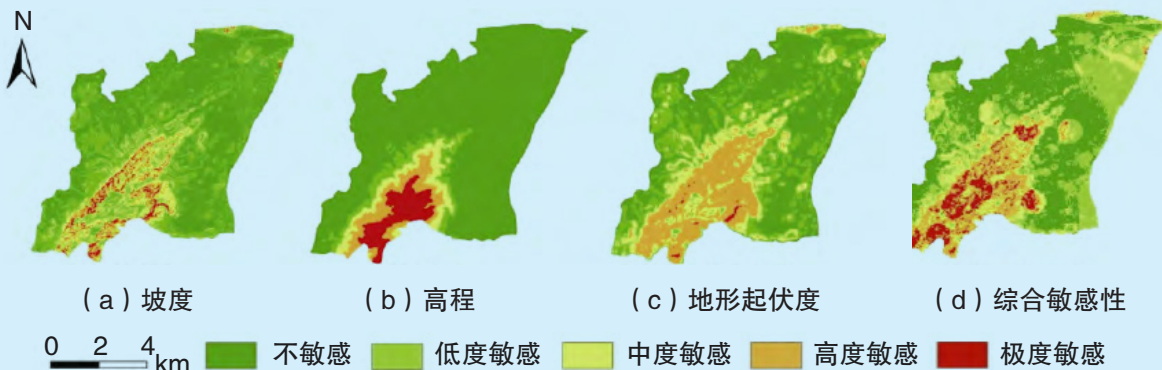 N
（a）坡度
（b）高程
（c）地形起伏度
（d）综合敏感性
0 2 4 km
不敏感
低度敏感
中度敏感
高度敏感
极度敏感